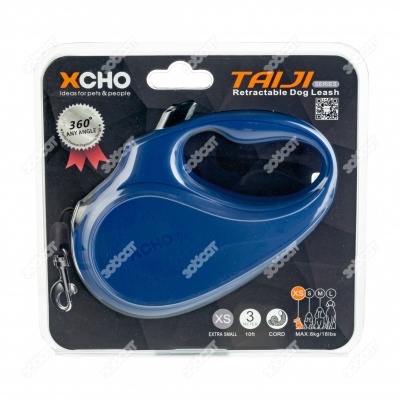 XCHO
ideas for pets & people
TAIJI
SERIES
Retractable Dog Leash
360°
ANY ANGLE
XCHO
XS
EXTRA SMALL
3
10ft
CORD
XS S M L
MAX.8kg/18lbs